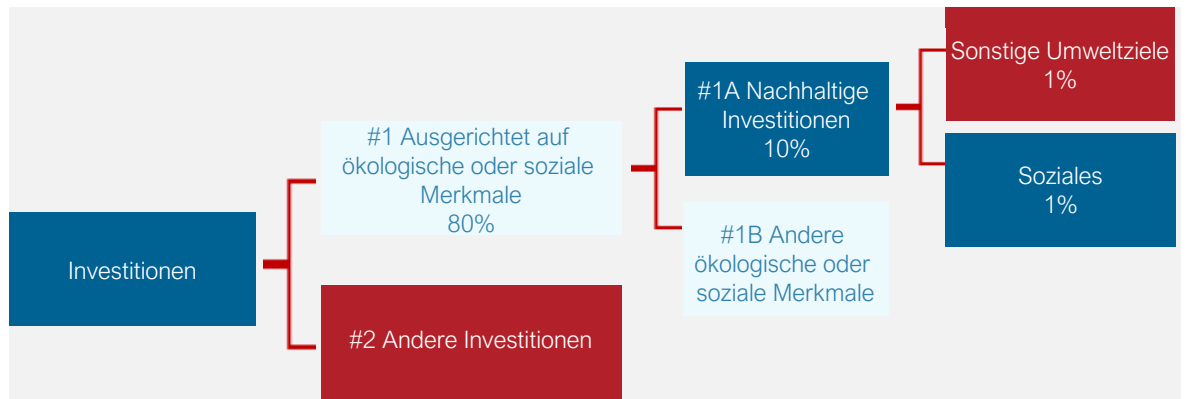 Investitionen
#1 Ausgerichtet auf
ökologische oder soziale
Merkmale
80%
#2 Andere Investitionen
#1A Nachhaltige
Investitionen
10%
#1B Andere
ökologische oder
soziale Merkmale
Sonstige Umweltziele
1%
Soziales
1%